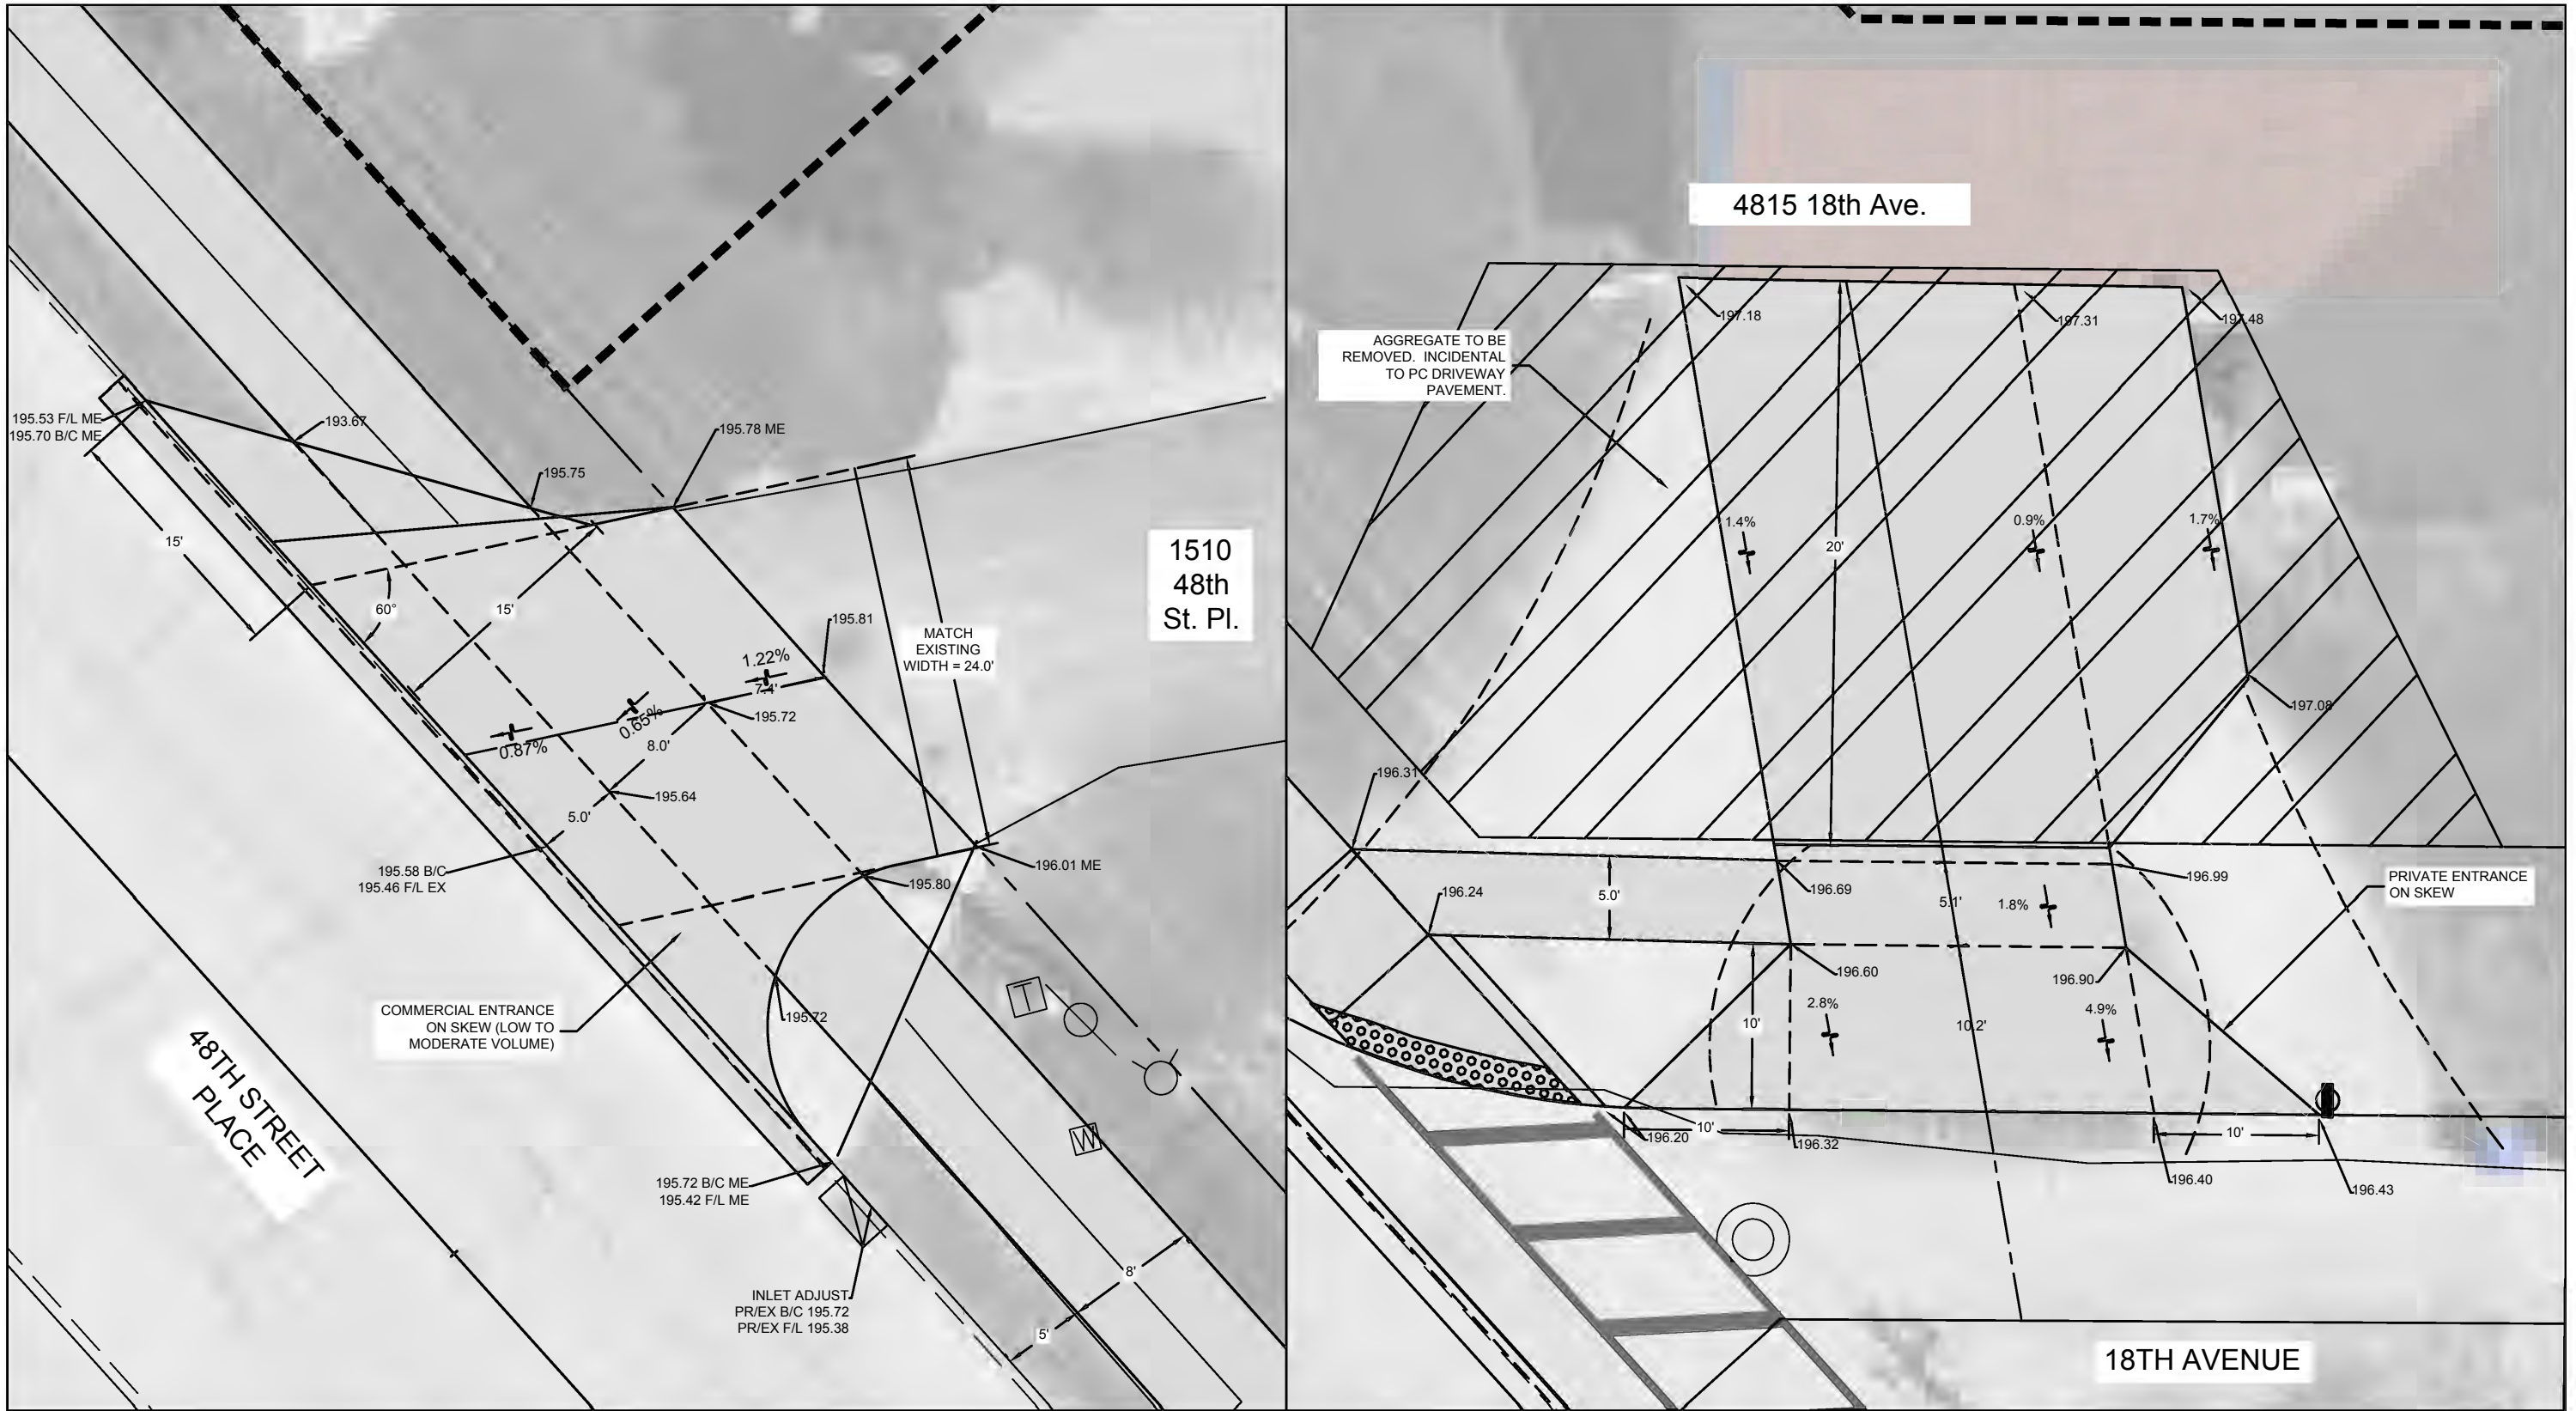 195.53 F/L ME
195.70 B/C ME
193.67
195.78 ME
195.75
15'
60°
15'
195.81
1.22%
7.4'
MATCH
EXISTING
WIDTH = 24.0'
1510
48th
St. Pl.
195.72
0.65%
0.87%
8.0'
195.64
5.0'
195.58 B/C
195.46 F/L EX
196.01 ME
195.80
COMMERCIAL ENTRANCE
ON SKEW (LOW TO
MODERATE VOLUME)
195.72
T
W
48TH STREET
PLACE
195.72 B/C ME
195.42 F/L ME
INLET ADJUST
PR/EX B/C 195.72
PR/EX F/L 195.38
8'
5'
4815 18th Ave.
197.18
197.31
197.48
AGGREGATE TO BE
REMOVED. INCIDENTAL
TO PC DRIVEWAY
PAVEMENT.
1.4%
20'
0.9%
1.7%
197.08
196.31
196.24
5.0'
196.69
5.1'
1.8%
196.99
PRIVATE ENTRANCE
ON SKEW
196.60
196.90
2.8%
10'
10.2'
4.9%
196.20
10'
196.32
10'
196.40
196.43
18TH AVENUE